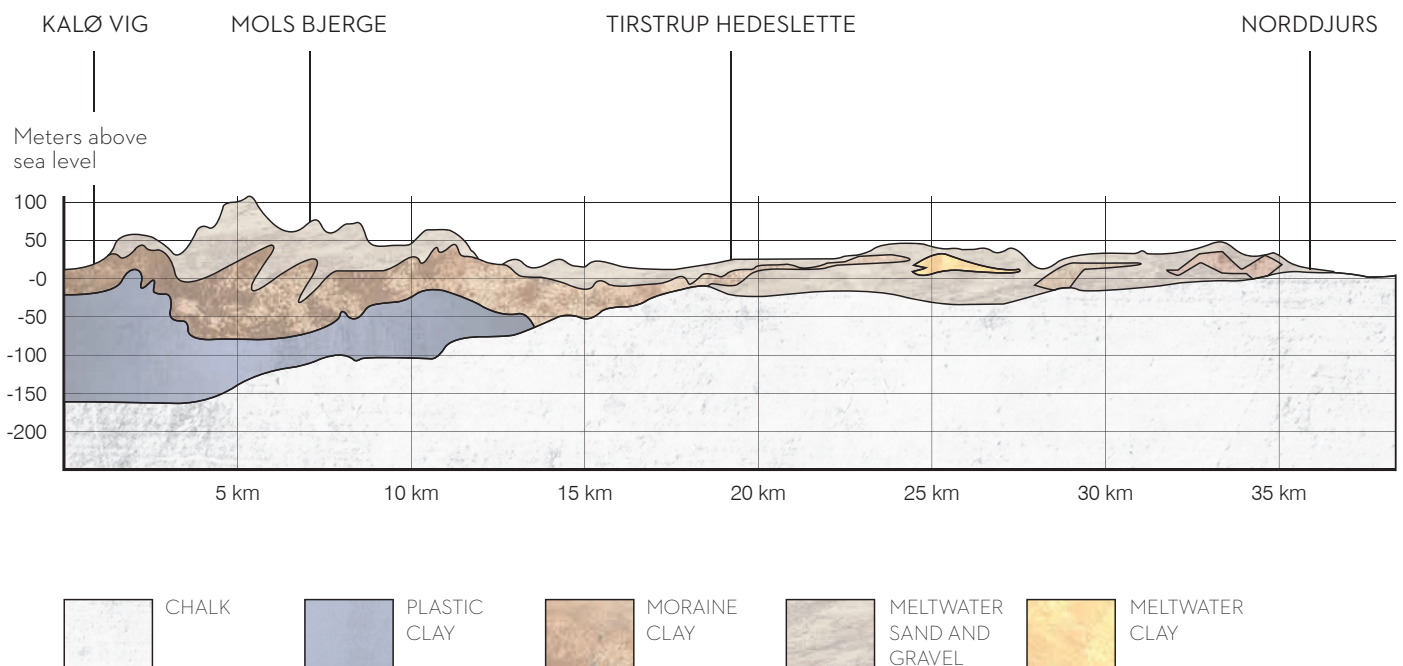 KALØ VIG
MOLS BJERGE
TIRSTRUP HEDESLETTE
NORDDJURS
Meters above
sea level
100
50
-0
-50
-100
-150
-200
5 km
10 km
15 km
20 km
25 km
30 km
35 km
CHALK
PLASTIC
CLAY
MORAINE
CLAY
MELTWATER
SAND AND
GRAVEL
MELTWATER
CLAY